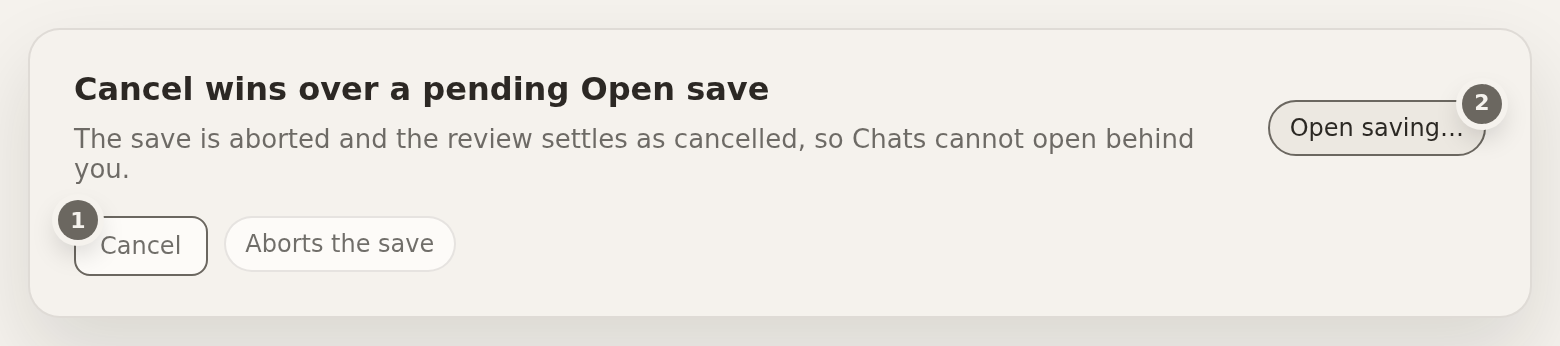 Cancel wins over a pending Open save
The save is aborted and the review settles as cancelled, so Chats cannot open behind
you.
2
Open saving...
1
Cancel
Aborts the save